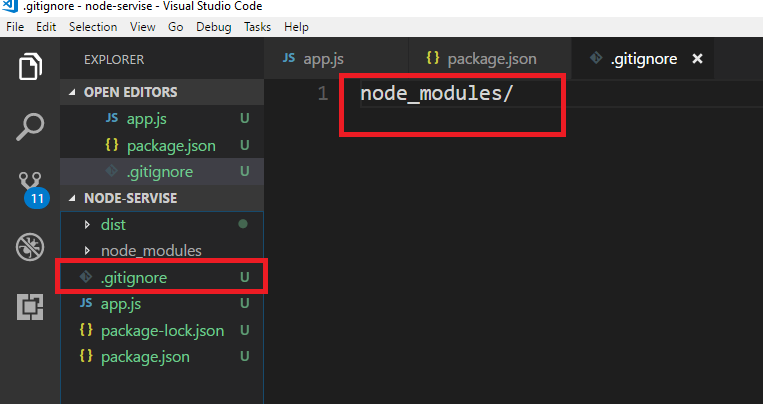 .gitignore - node-servise - Visual Studio Code
File Edit Selection View Go Debug Tasks Help
EXPLORER
OPEN EDITORS
JS app.js U
{} package.json U
.gitignore U
NODE-SERVISE
dist
node_modules
.gitignore U
JS app.js U
{} package-lock.json U
{} package.json U
11
JS app.js {} package.json .gitignore
1 node_modules/